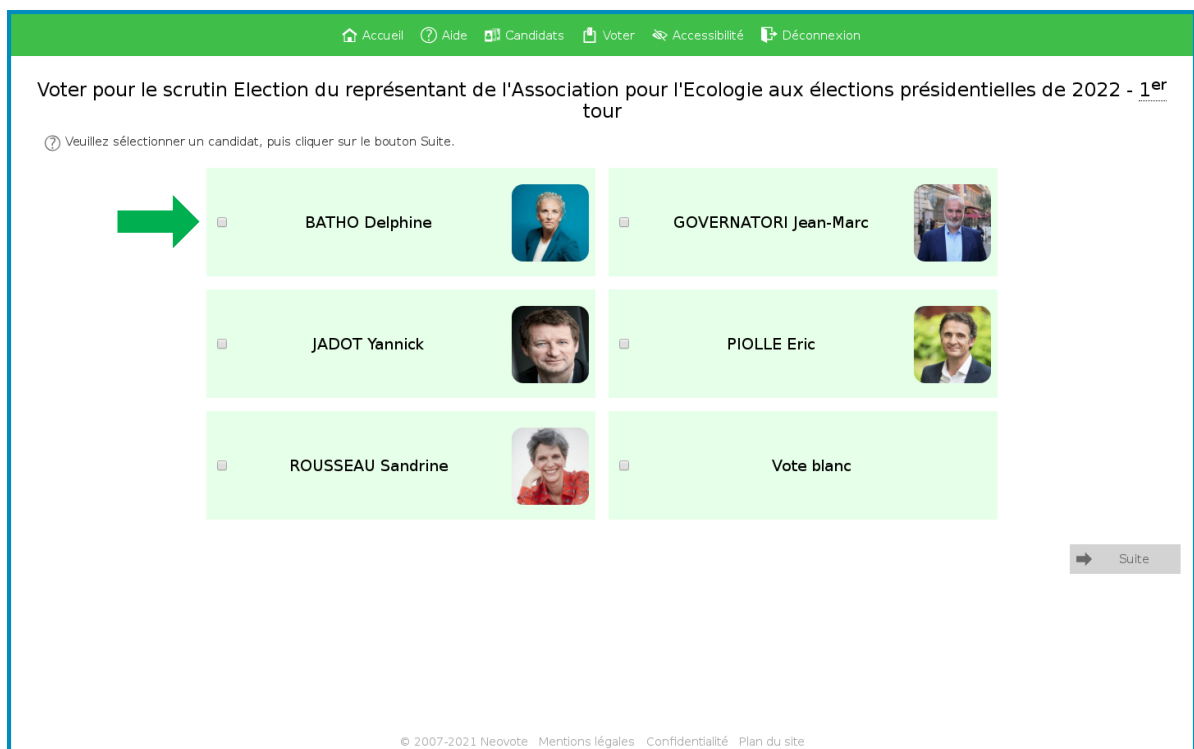 Accueil Aide Candidats Voter Accessibilité Déconnexion
Voter pour le scrutin Election du représentant de l'Association pour l'Ecologie aux élections présidentielles de 2022 - 1er
tour
Veuillez sélectionner un candidat, puis cliquer sur le bouton Suite.
BATHO Delphine
GOVERNATORI Jean-Marc
JADOT Yannick
PIOLLE Eric
ROUSSEAU Sandrine
Vote blanc
Suite
© 2007-2021 Neovote Mentions légales Confidentialité Plan du site